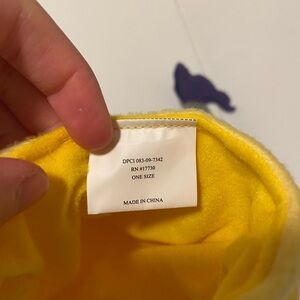 DPCI 083-09-7342
RN #17730
ONE SIZE
MADE IN CHINA